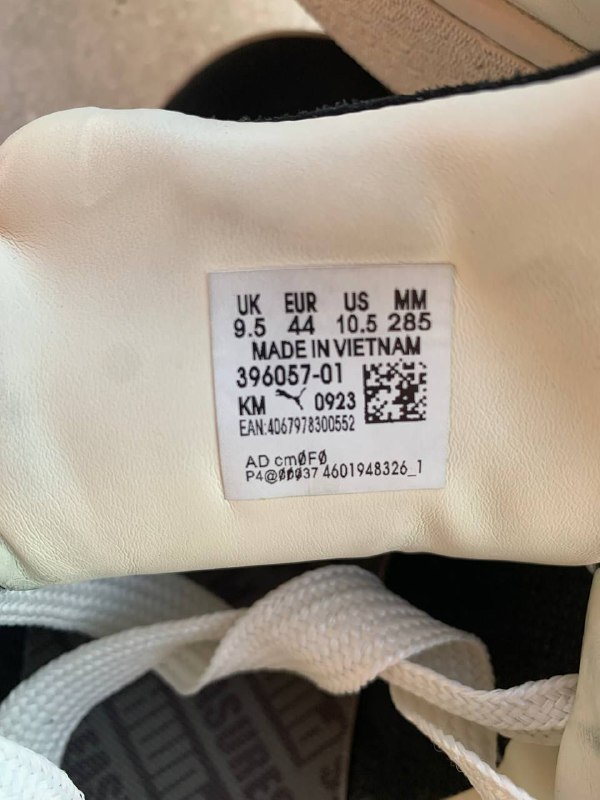 UK EUR US MM
9.5 44 10.5 285
MADE IN VIETNAM
396057-01
KM 0923
EAN:4067978300552
AD cmØFØ
4601948326_1
SURES